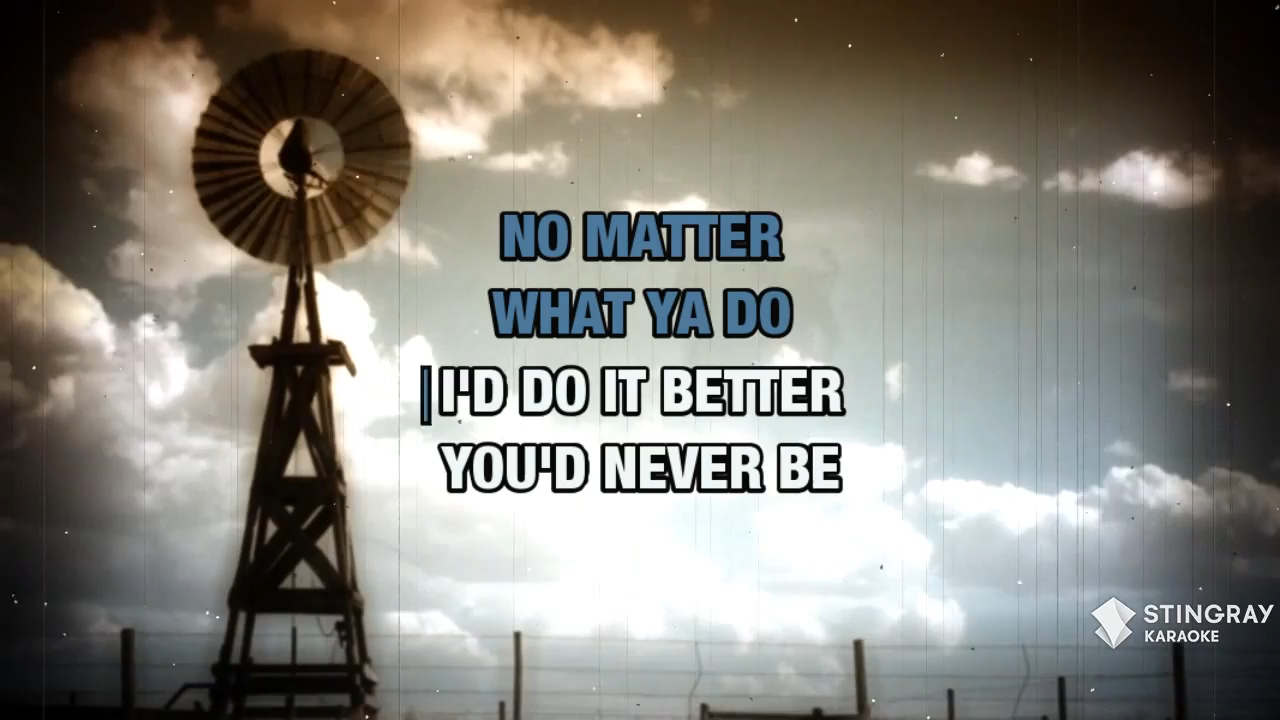 NO MATTER
WHAT YA DO
I'D DO IT BETTER
YOU'D NEVER BE
STINGRAY
KARAOKE